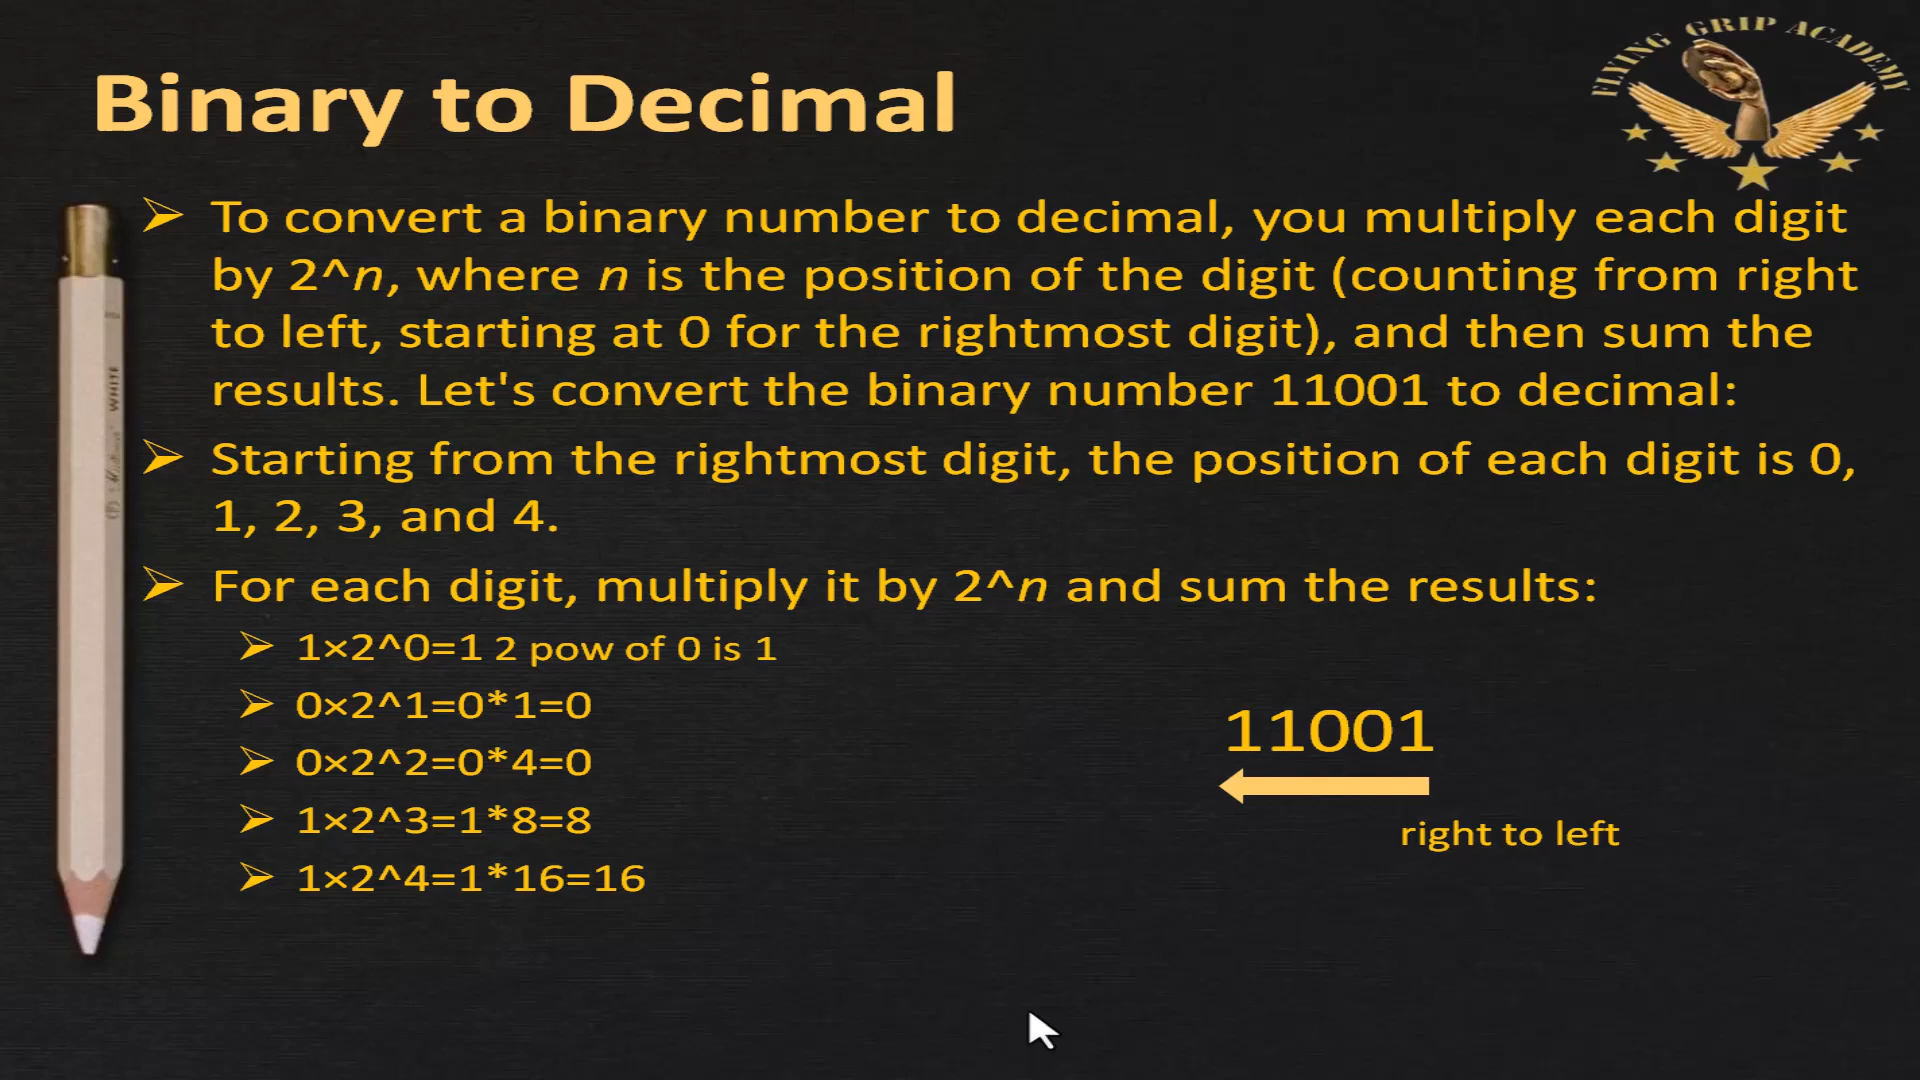 FLYING GRIP ACADEMY
Binary to Decimal
To convert a binary number to decimal, you multiply each digit
by 2^n, where n is the position of the digit (counting from right
to left, starting at 0 for the rightmost digit), and then sum the
results. Let's convert the binary number 11001 to decimal:
Starting from the rightmost digit, the position of each digit is 0,
1, 2, 3, and 4.
For each digit, multiply it by 2^n and sum the results:
1×2^0=1 2 pow of 0 is 1
0×2^1=0*1=0
0×2^2=0*4=0
1×2^3=1*8=8
1×2^4=1*16=16
11001
right to left
WHITE